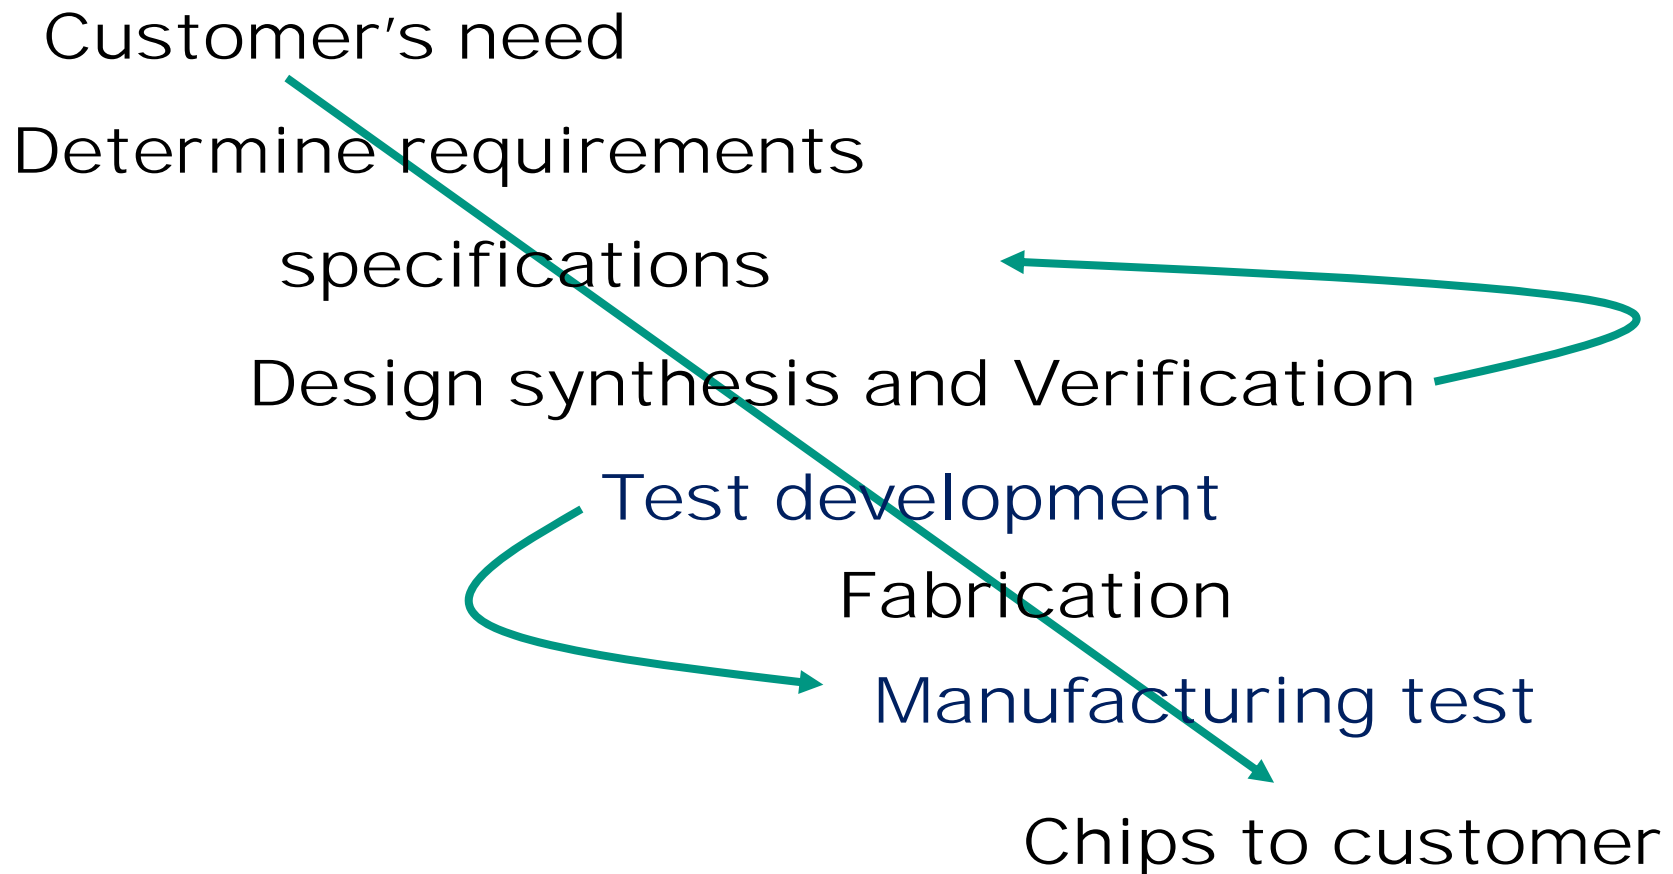 Customer's need
Determine requirements
specifications
Design synthesis and Verification
Test development
Fabrication
Manufacturing test
Chips to customer